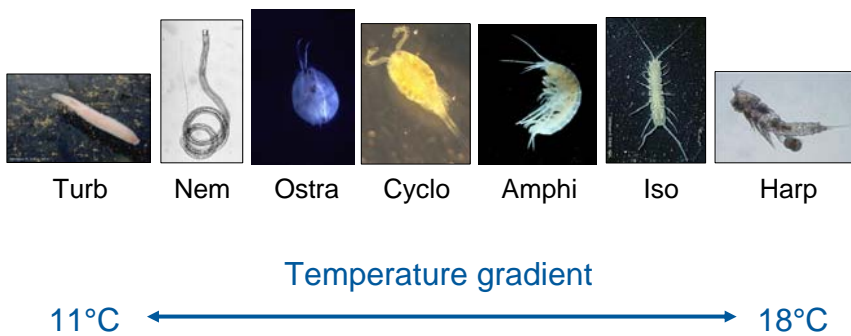 Turb Nem Ostra Cyclo Amphi Iso Harp
Temperature gradient
11°C 18°C